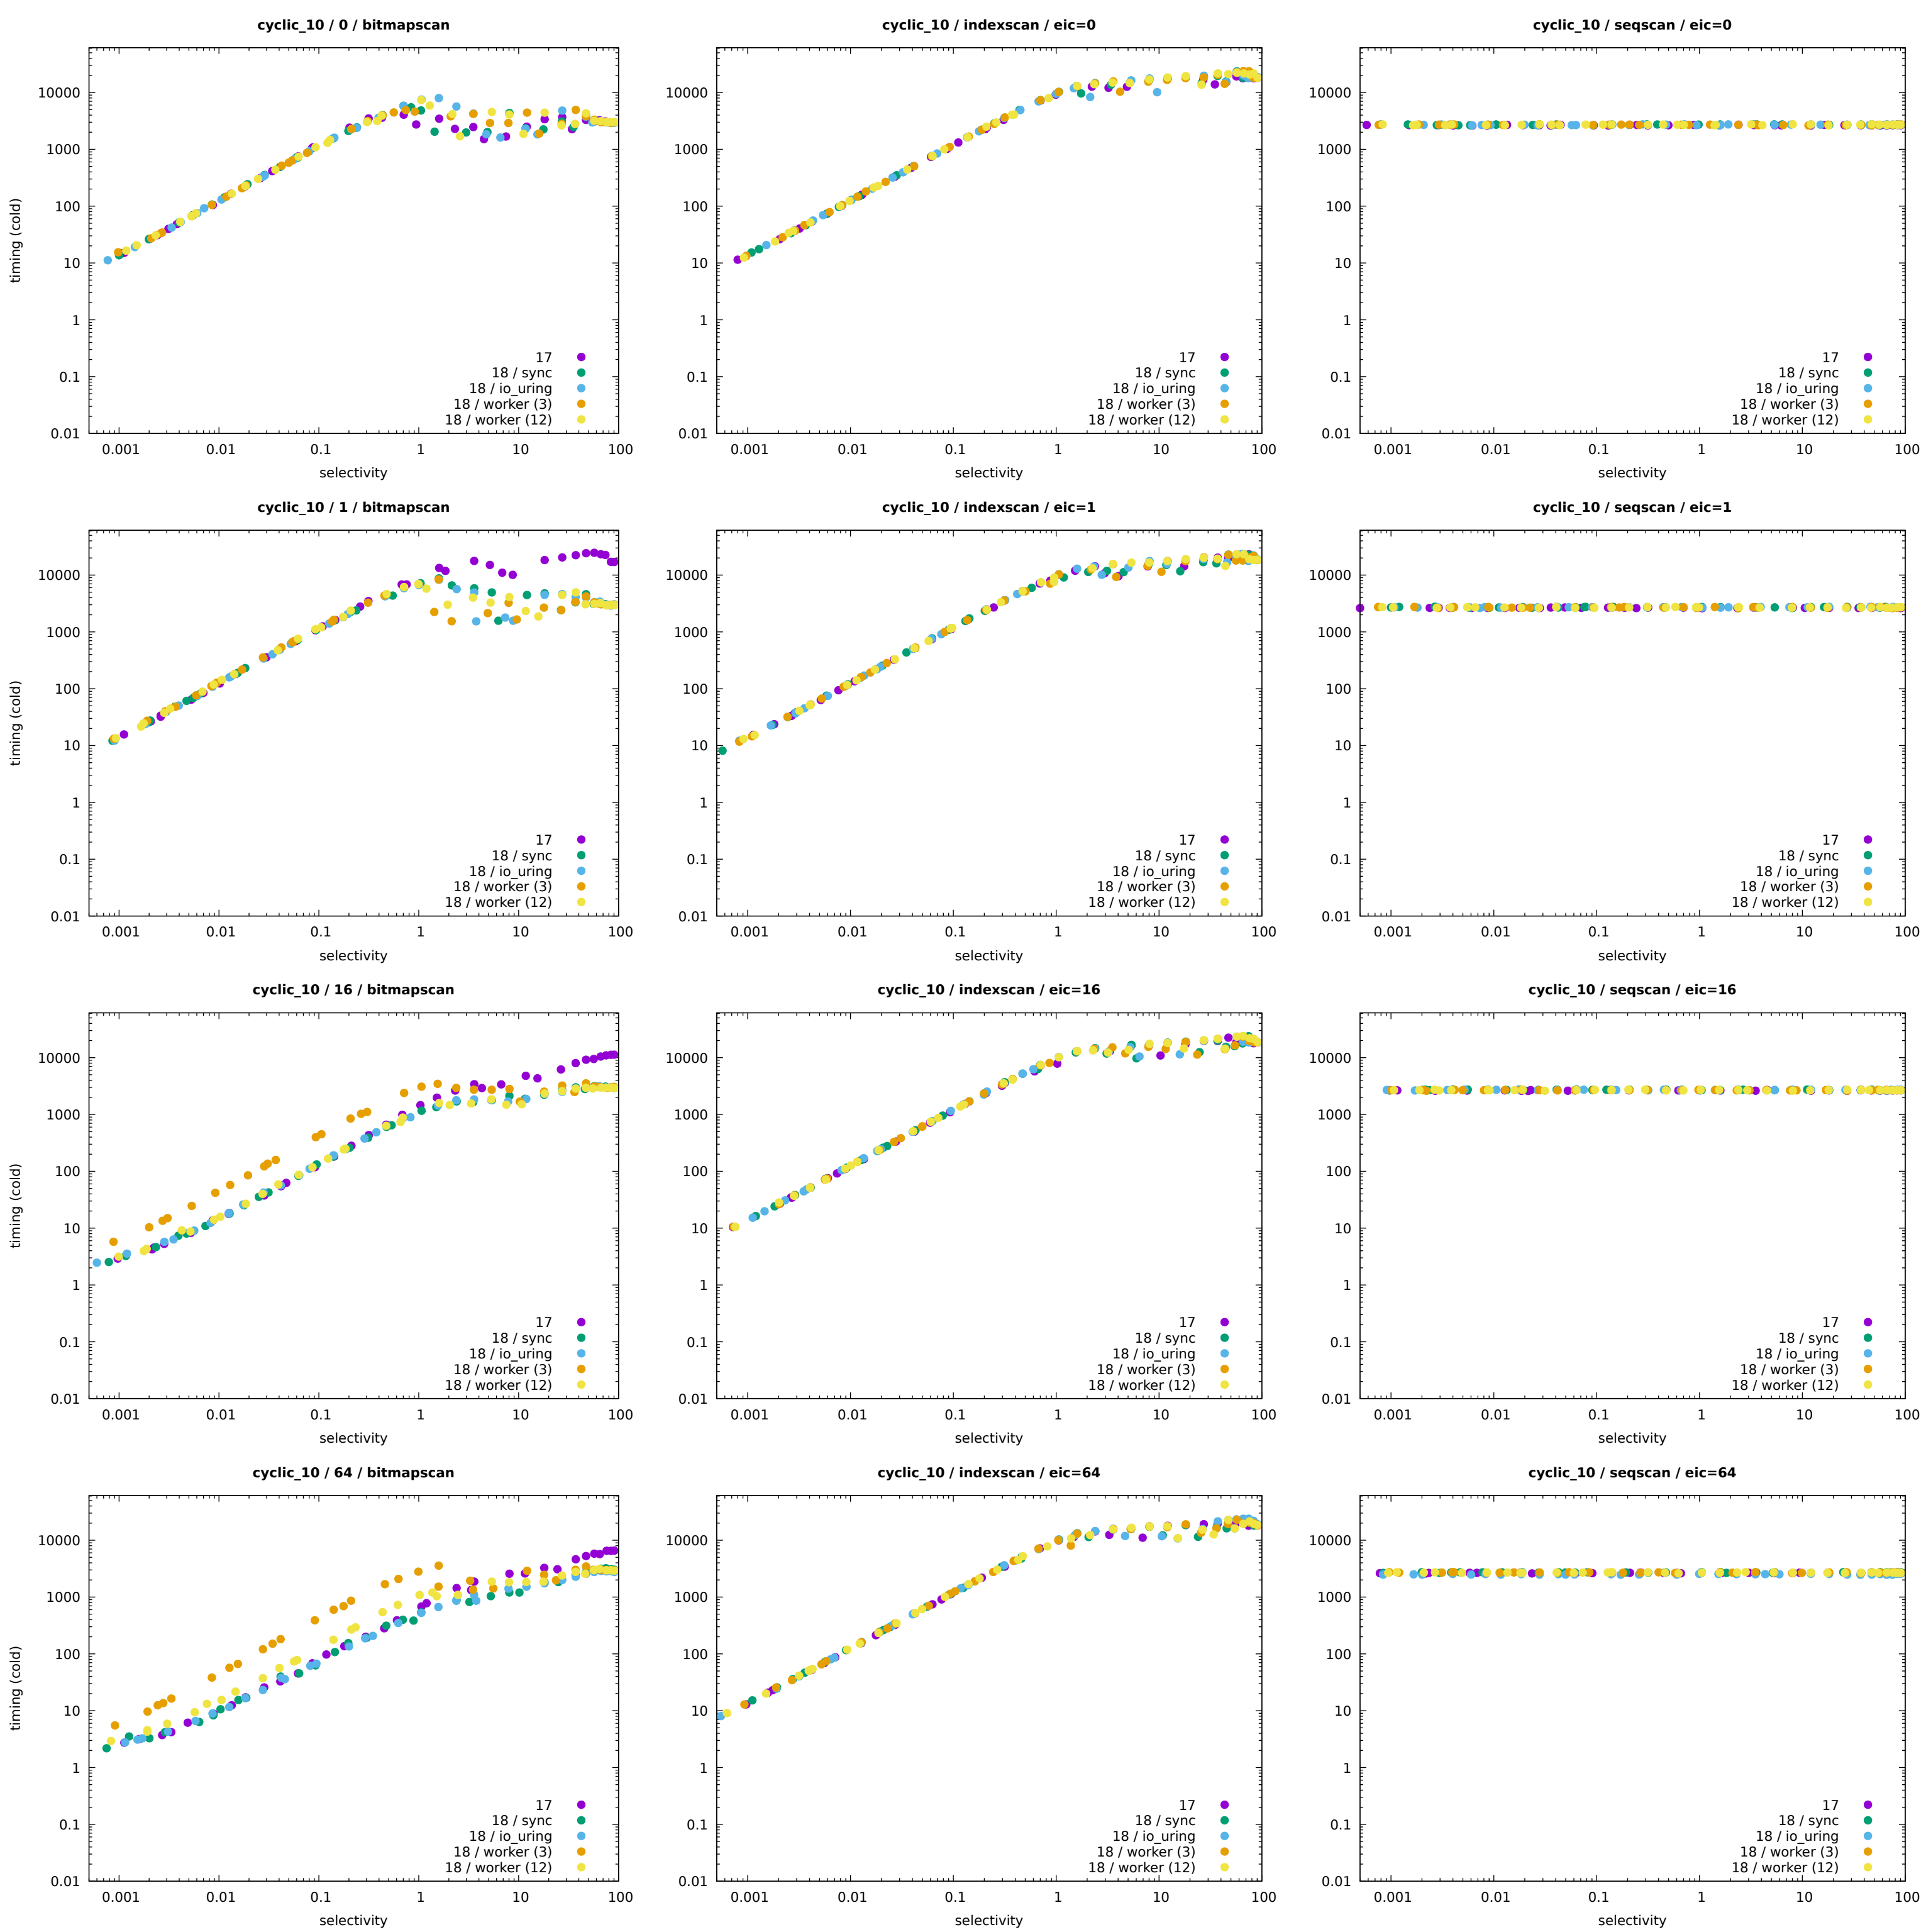 cyclic_10 / 0 / bitmapscan
timing (cold)
10000
1000
100
10
1
0.1
0.01
17
18 / sync
18 / io_uring
18 / worker (3)
18 / worker (12)
0.001 0.01 0.1 1 10 100
selectivity
cyclic_10 / indexscan / eic=0
10000
1000
100
10
1
0.1
0.01
17
18 / sync
18 / io_uring
18 / worker (3)
18 / worker (12)
0.001 0.01 0.1 1 10 100
selectivity
cyclic_10 / seqscan / eic=0
10000
1000
100
10
1
0.1
0.01
17
18 / sync
18 / io_uring
18 / worker (3)
18 / worker (12)
0.001 0.01 0.1 1 10 100
selectivity
cyclic_10 / 1 / bitmapscan
timing (cold)
10000
1000
100
10
1
0.1
0.01
17
18 / sync
18 / io_uring
18 / worker (3)
18 / worker (12)
0.001 0.01 0.1 1 10 100
selectivity
cyclic_10 / indexscan / eic=1
10000
1000
100
10
1
0.1
0.01
17
18 / sync
18 / io_uring
18 / worker (3)
18 / worker (12)
0.001 0.01 0.1 1 10 100
selectivity
cyclic_10 / seqscan / eic=1
10000
1000
100
10
1
0.1
0.01
17
18 / sync
18 / io_uring
18 / worker (3)
18 / worker (12)
0.001 0.01 0.1 1 10 100
selectivity
cyclic_10 / 16 / bitmapscan
timing (cold)
10000
1000
100
10
1
0.1
0.01
17
18 / sync
18 / io_uring
18 / worker (3)
18 / worker (12)
0.001 0.01 0.1 1 10 100
selectivity
cyclic_10 / indexscan / eic=16
10000
1000
100
10
1
0.1
0.01
17
18 / sync
18 / io_uring
18 / worker (3)
18 / worker (12)
0.001 0.01 0.1 1 10 100
selectivity
cyclic_10 / seqscan / eic=16
10000
1000
100
10
1
0.1
0.01
17
18 / sync
18 / io_uring
18 / worker (3)
18 / worker (12)
0.001 0.01 0.1 1 10 100
selectivity
cyclic_10 / 64 / bitmapscan
timing (cold)
10000
1000
100
10
1
0.1
0.01
17
18 / sync
18 / io_uring
18 / worker (3)
18 / worker (12)
0.001 0.01 0.1 1 10 100
selectivity
cyclic_10 / indexscan / eic=64
10000
1000
100
10
1
0.1
0.01
17
18 / sync
18 / io_uring
18 / worker (3)
18 / worker (12)
0.001 0.01 0.1 1 10 100
selectivity
cyclic_10 / seqscan / eic=64
10000
1000
100
10
1
0.1
0.01
17
18 / sync
18 / io_uring
18 / worker (3)
18 / worker (12)
0.001 0.01 0.1 1 10 100
selectivity